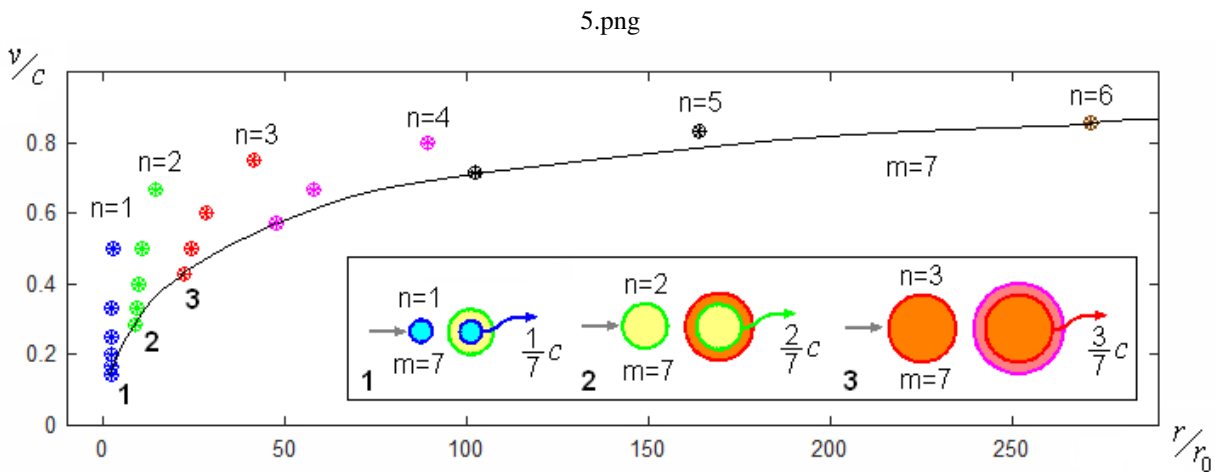 5.png
v/c
0.8
0.6
0.4
0.2
0
n=1
n=2
n=3
n=4
n=5
n=6
m=7
1
2
3
n=1
m=7
1/7 c
1
n=2
m=7
2/7 c
2
n=3
m=7
3/7 c
3
0 50 100 150 200 250
r/r₀